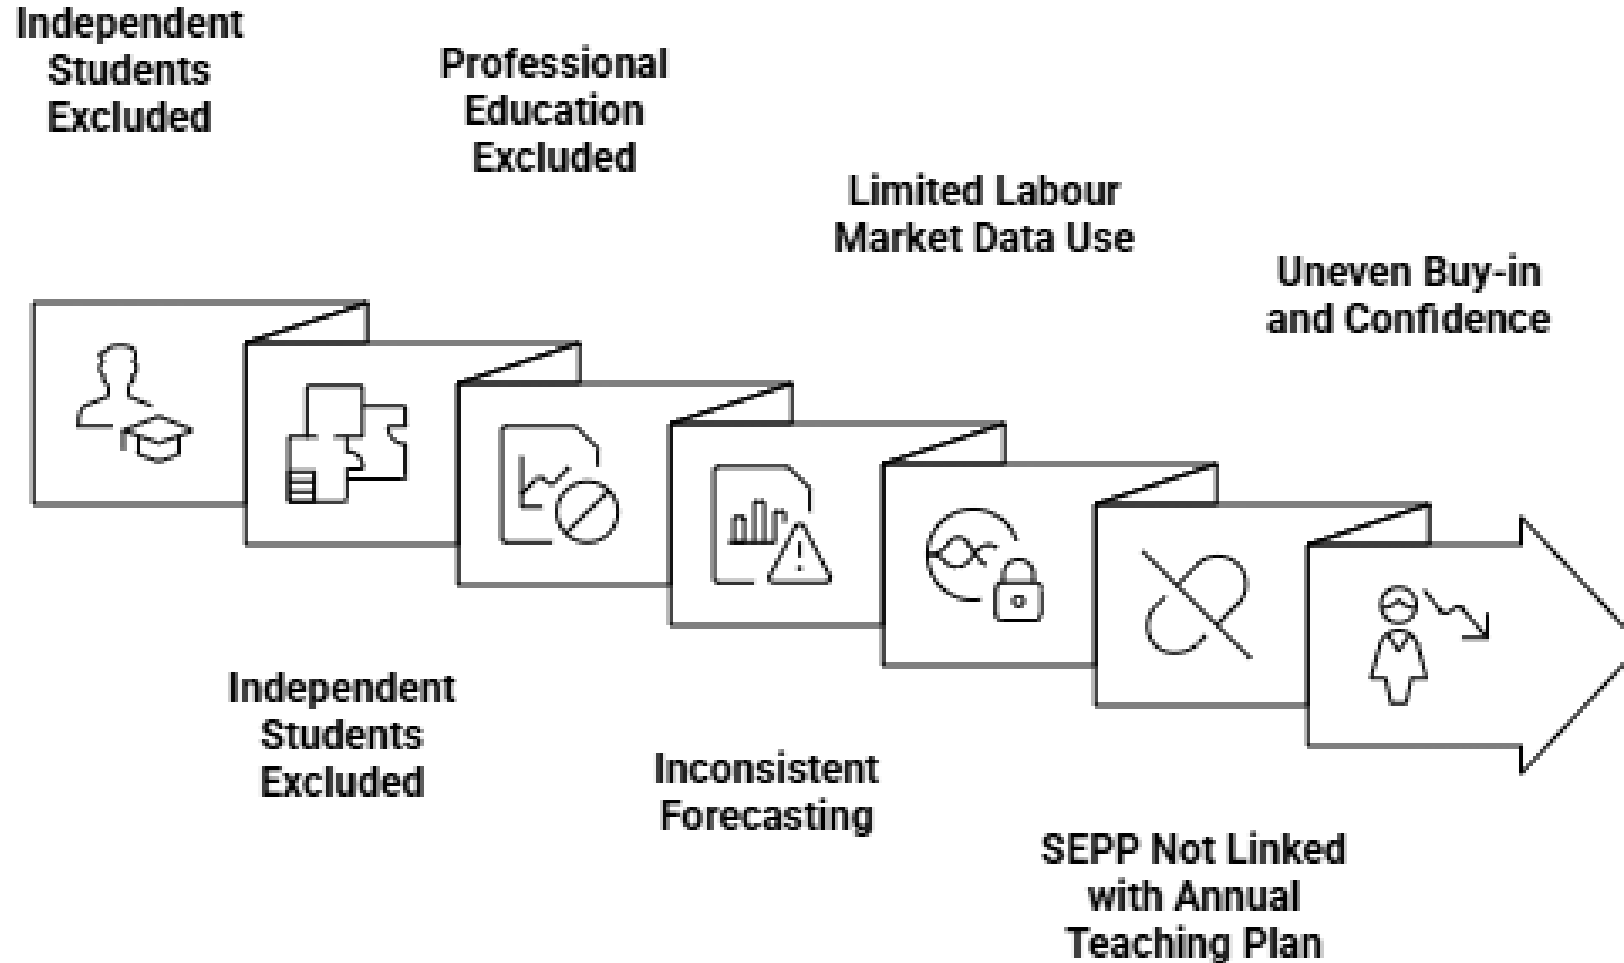 Independent
Students
Excluded
Independent
Students
Excluded
Professional
Education
Excluded
Inconsistent
Forecasting
Limited Labour
Market Data Use
SEPP Not Linked
with Annual
Teaching Plan
Uneven Buy-in
and Confidence